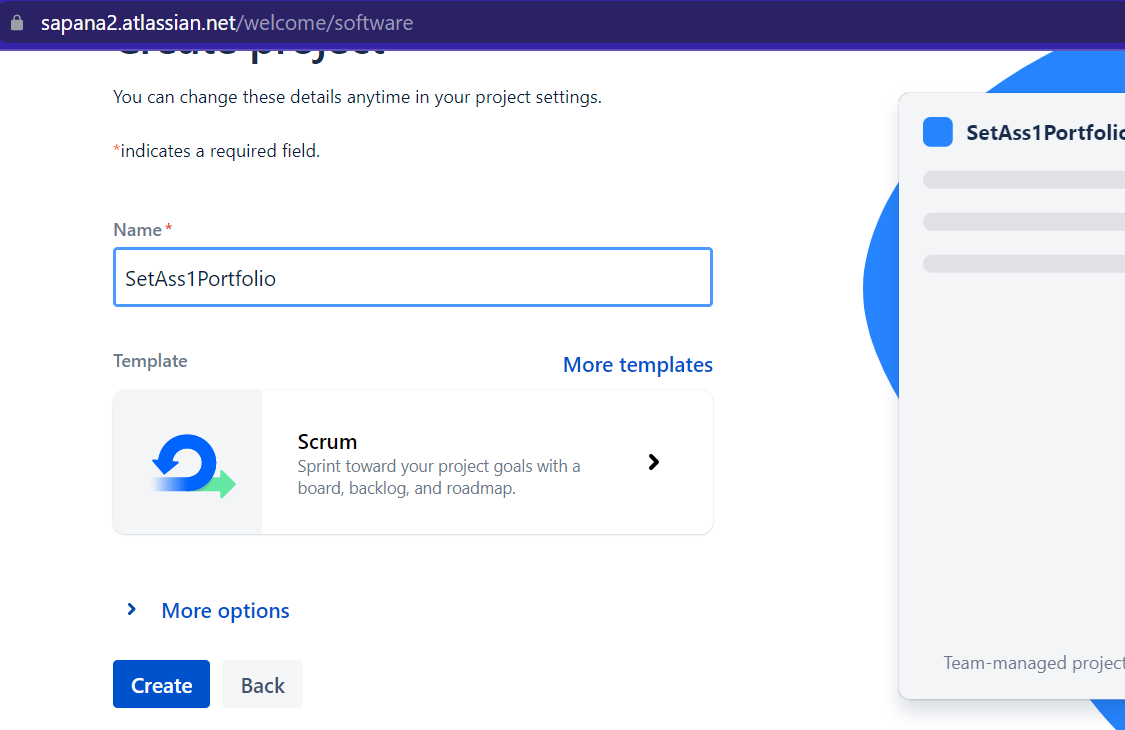 sapana2.atlassian.net/welcome/software
Create project
You can change these details anytime in your project settings.
*indicates a required field.
Name*
SetAss1Portfolio
Template
More templates
Scrum
Sprint toward your project goals with a
board, backlog, and roadmap.
More options
Create
Back
SetAss1Portfolio
Team-managed project